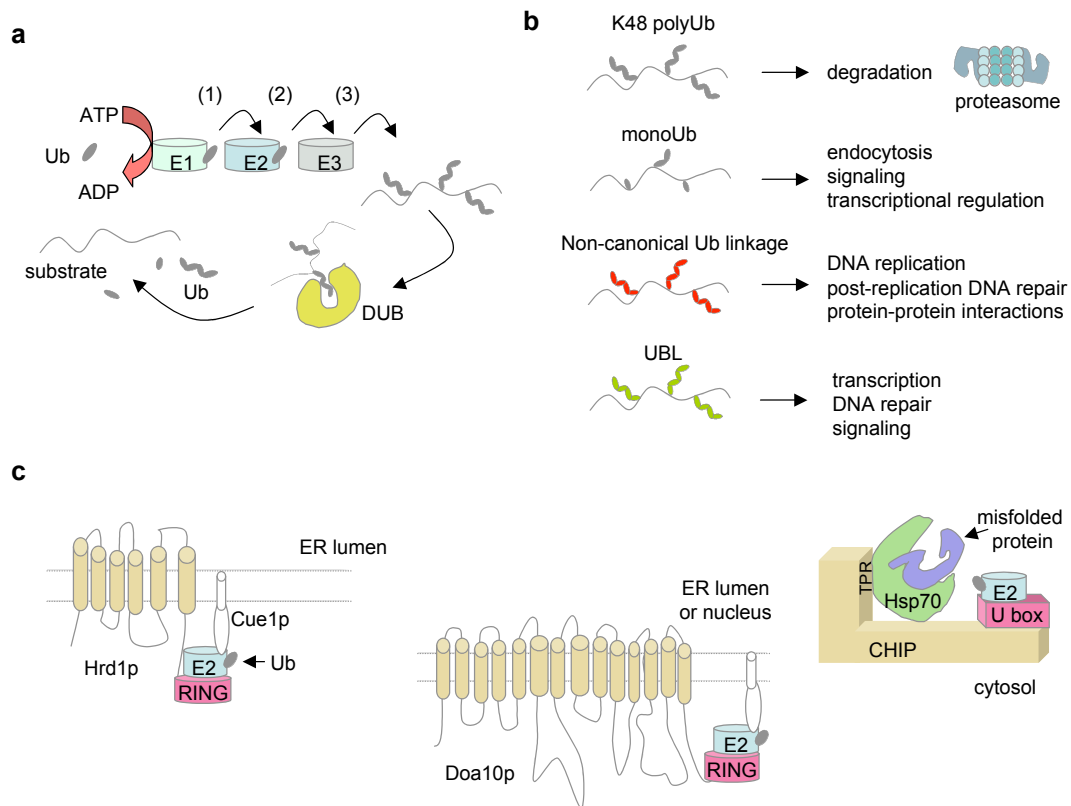 a
ATP
Ub
ADP
(1)
(2)
(3)
E1
E2
E3
substrate
Ub
DUB
b
K48 polyUb
degradation
proteasome
monoUb
endocytosis
signaling
transcriptional regulation
Non-canonical Ub linkage
DNA replication
post-replication DNA repair
protein-protein interactions
UBL
transcription
DNA repair
signaling
c
ER lumen
Cue1p
Hrd1p
E2
Ub
RING
ER lumen
or nucleus
Doa10p
E2
RING
misfolded
protein
TPR
Hsp70
E2
U box
CHIP
cytosol